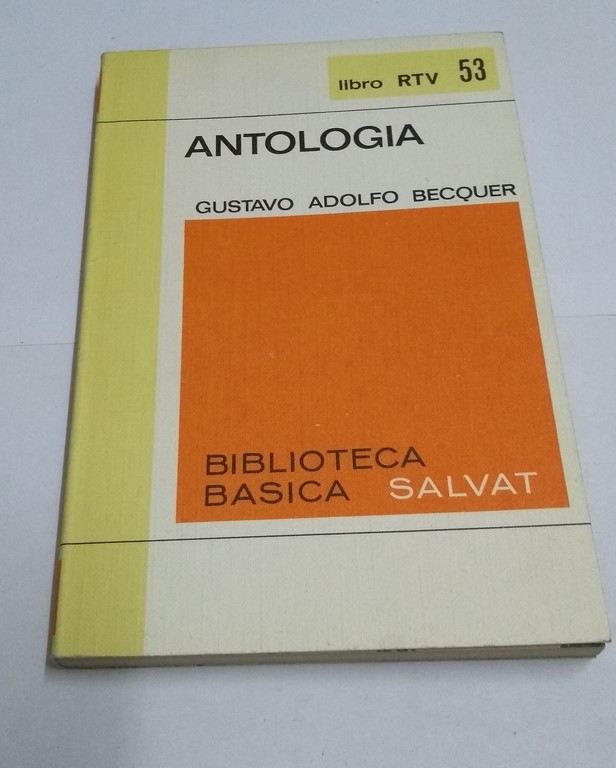 libro RTV 53
ANTOLOGIA
GUSTAVO ADOLFO BECQUER
BIBLIOTECA
BASICA SALVAT